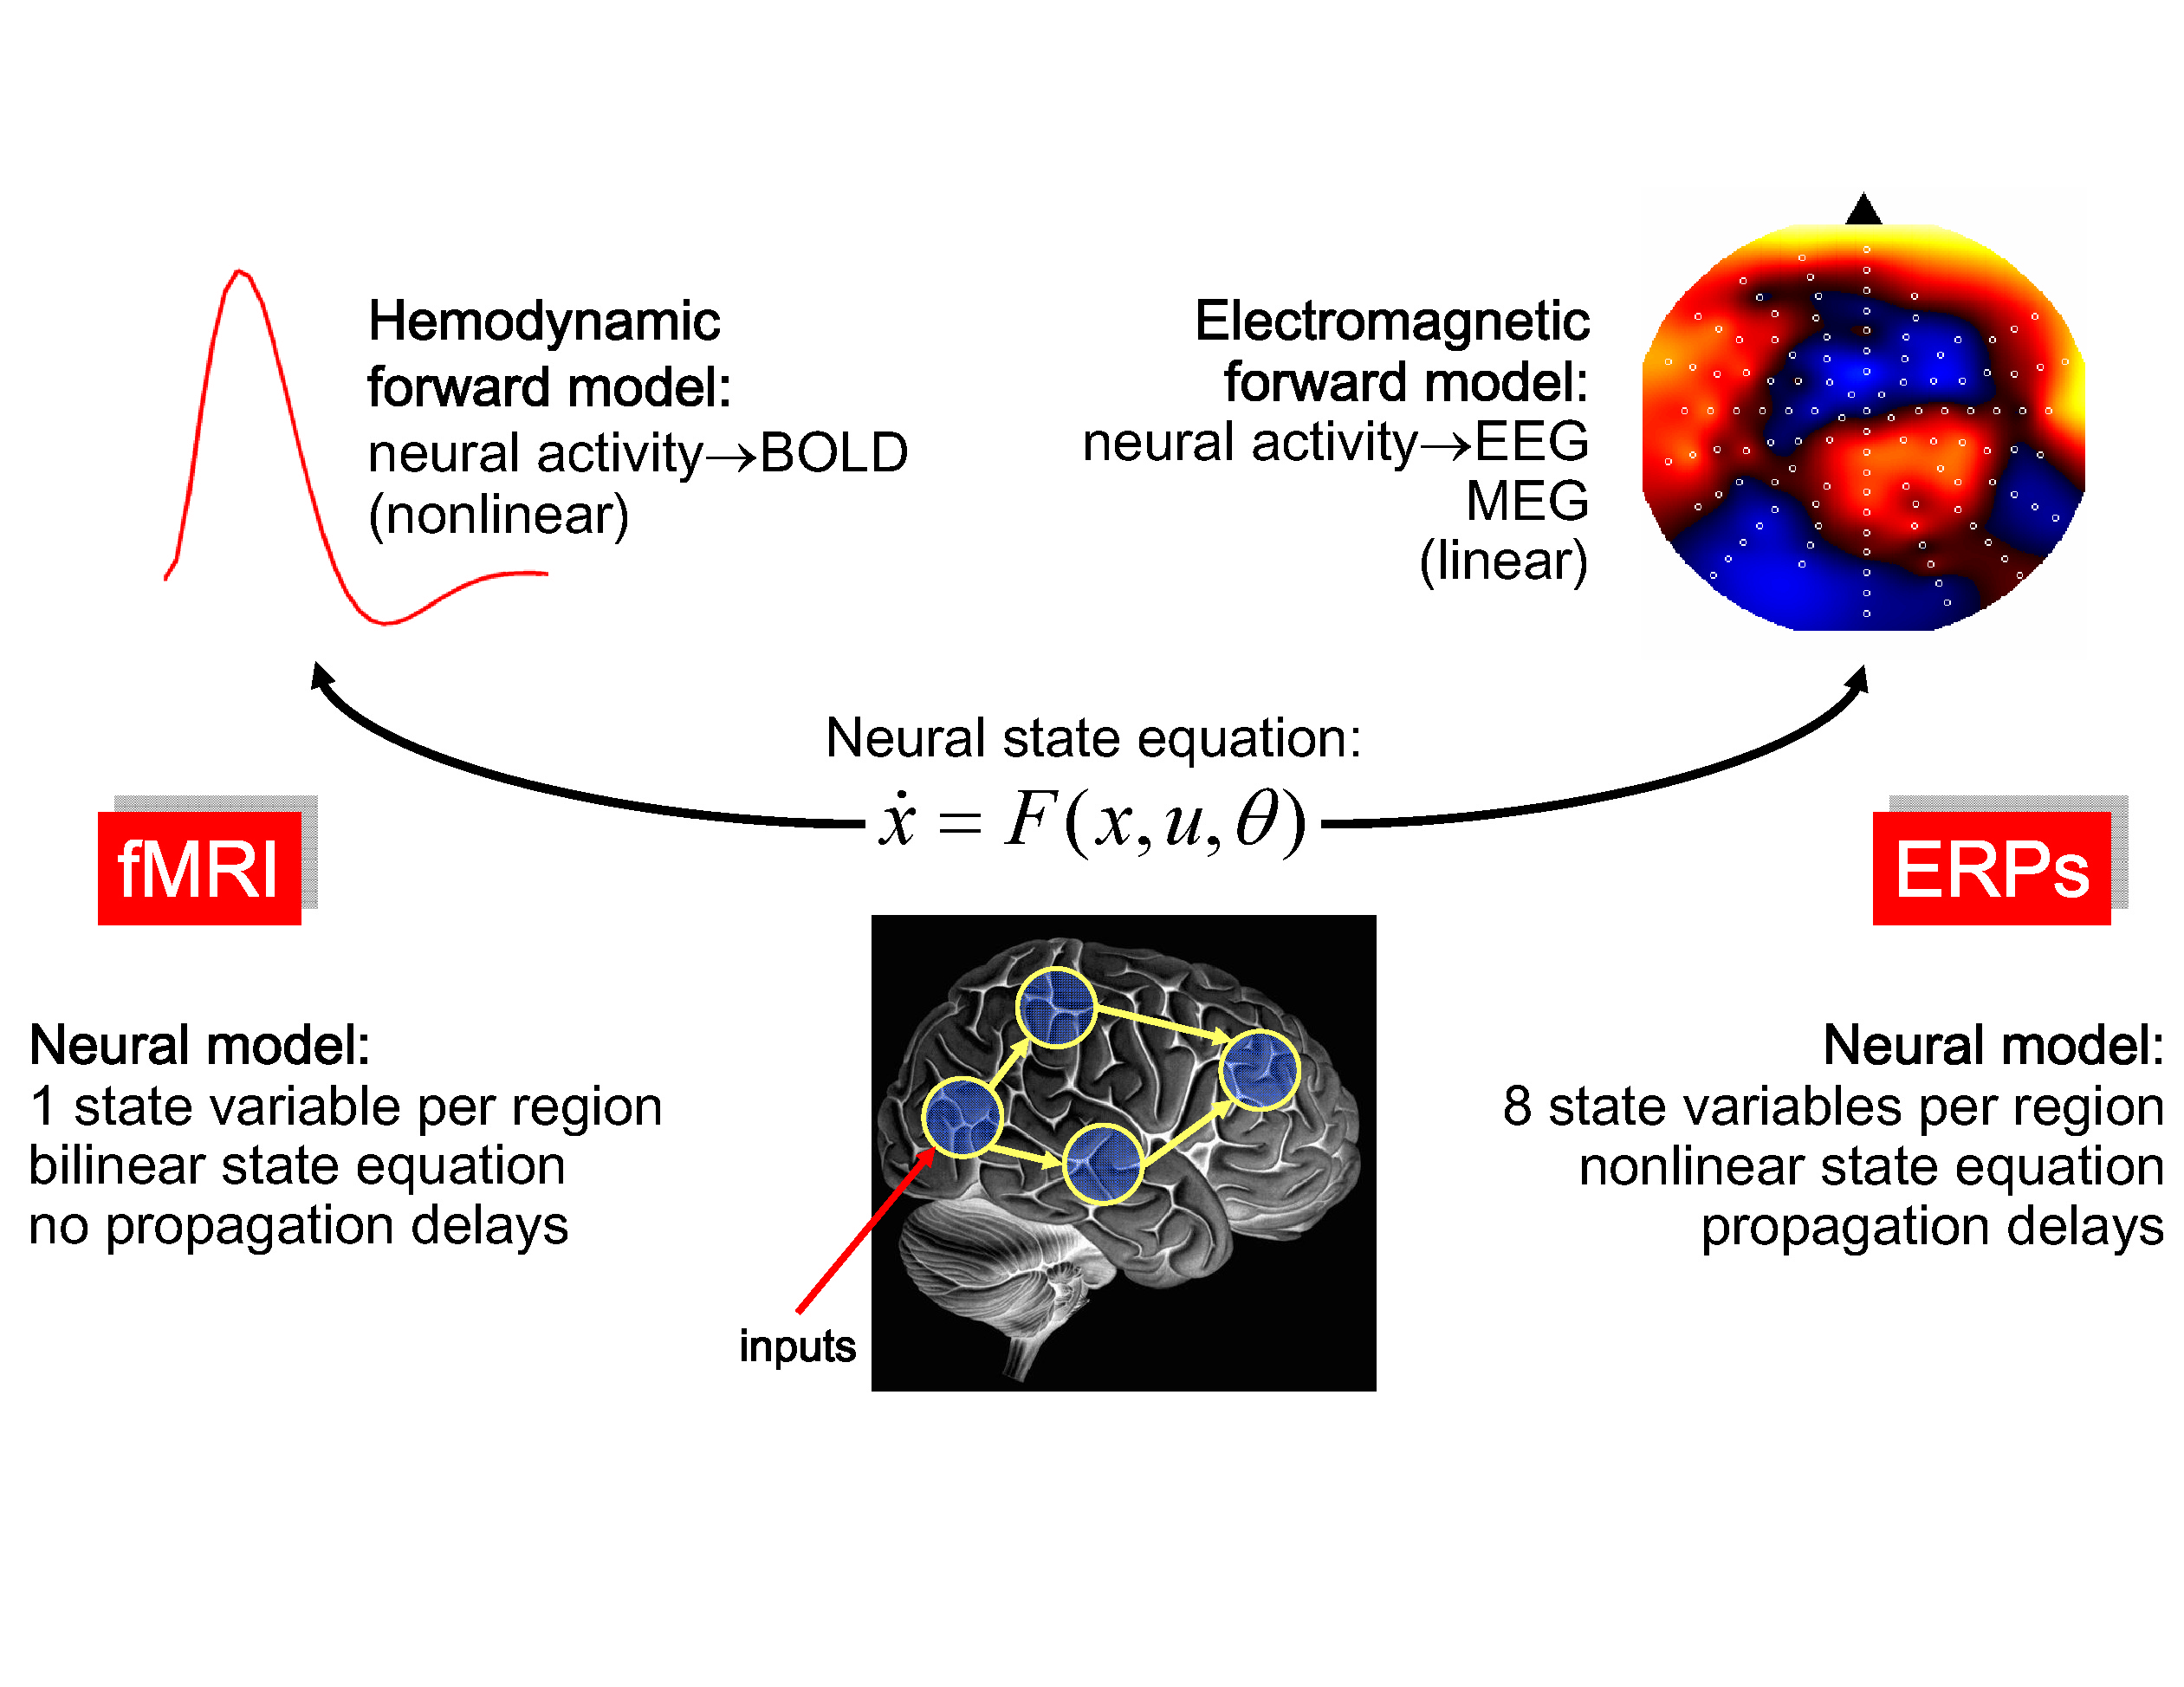 Hemodynamic
forward model:
neural activity→BOLD
(nonlinear)
Electromagnetic
forward model:
neural activity→EEG
MEG
(linear)
Neural state equation:
ẋ = F(x, u, θ)
fMRI
ERPs
Neural model:
1 state variable per region
bilinear state equation
no propagation delays
Neural model:
8 state variables per region
nonlinear state equation
propagation delays
inputs